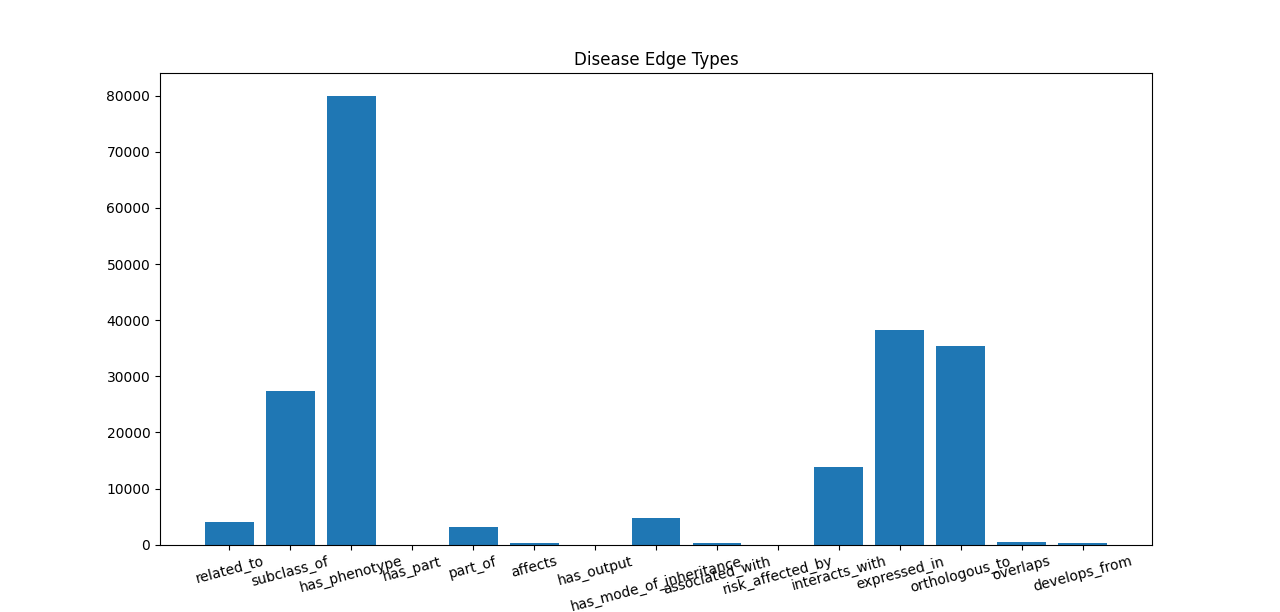 Disease Edge Types
80000
70000
60000
50000
40000
30000
20000
10000
0
related_to
subclass_of
has_phenotype
has_part
part_of
affects
has_output
has_mode_of_inheritance
associated_with
risk_affected_by
interacts_with
expressed_in
orthologous_to
overlaps
develops_from